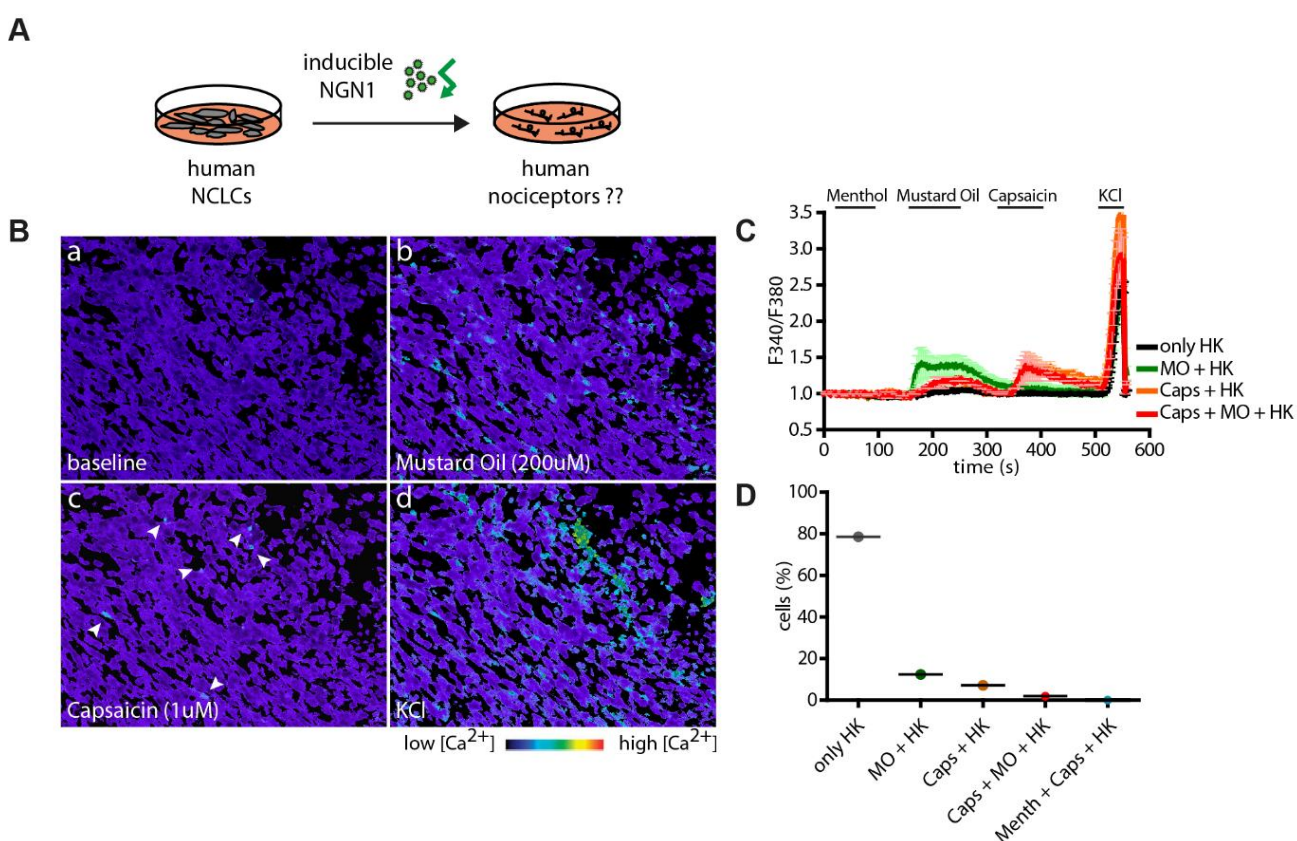 A
inducible
NGN1
human
NCLCs
human
nociceptors ??
B
a
b
baseline
Mustard Oil (200uM)
c
d
Capsaicin (1uM)
KCl
low [Ca2+]
high [Ca2+]
C
Menthol
Mustard Oil
Capsaicin
KCl
3.5
3.0
2.5
2.0
1.5
1.0
0.5
F340/F380
0
100
200
300
400
500
600
time (s)
only HK
MO + HK
Caps + HK
Caps + MO + HK
D
100
80
60
40
20
0
cells (%)
only HK
MO + HK
Caps + HK
Caps + MO + HK
Menth + Caps + HK